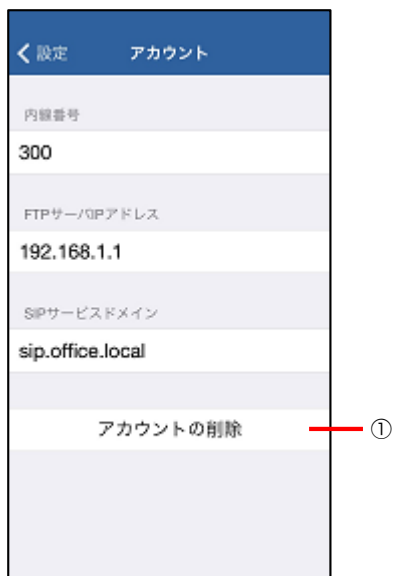 設定 アカウント
内線番号
300
FTPサーバIPアドレス
192.168.1.1
SIPサービスドメイン
sip.office.local
アカウントの削除 ①